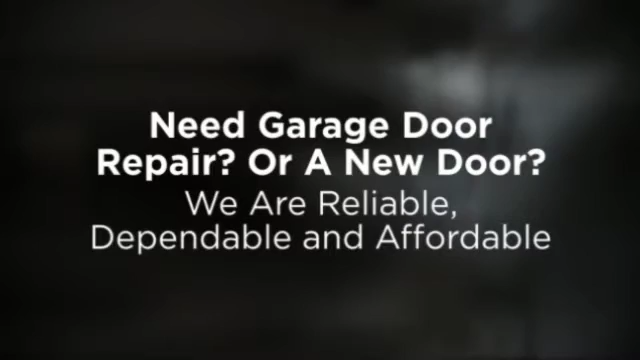 Need Garage Door
Repair? Or A New Door?
We Are Reliable,
Dependable and Affordable